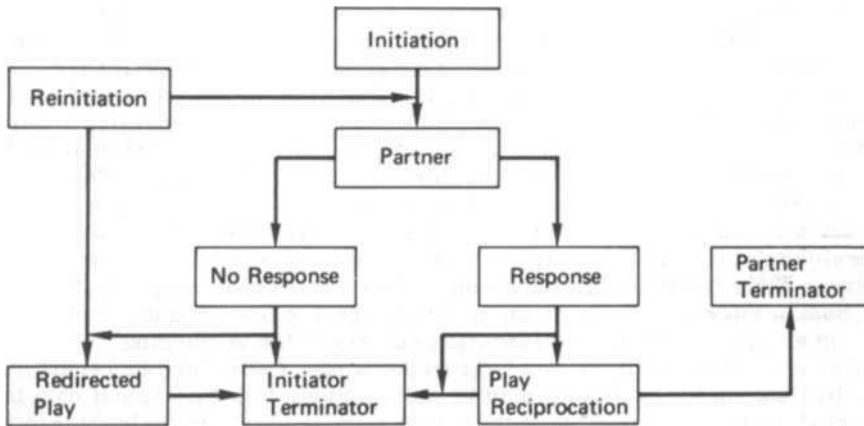 Initiation
Reinitiation
Partner
No Response
Response
Partner
Terminator
Redirected
Play
Initiator
Terminator
Play
Reciprocation